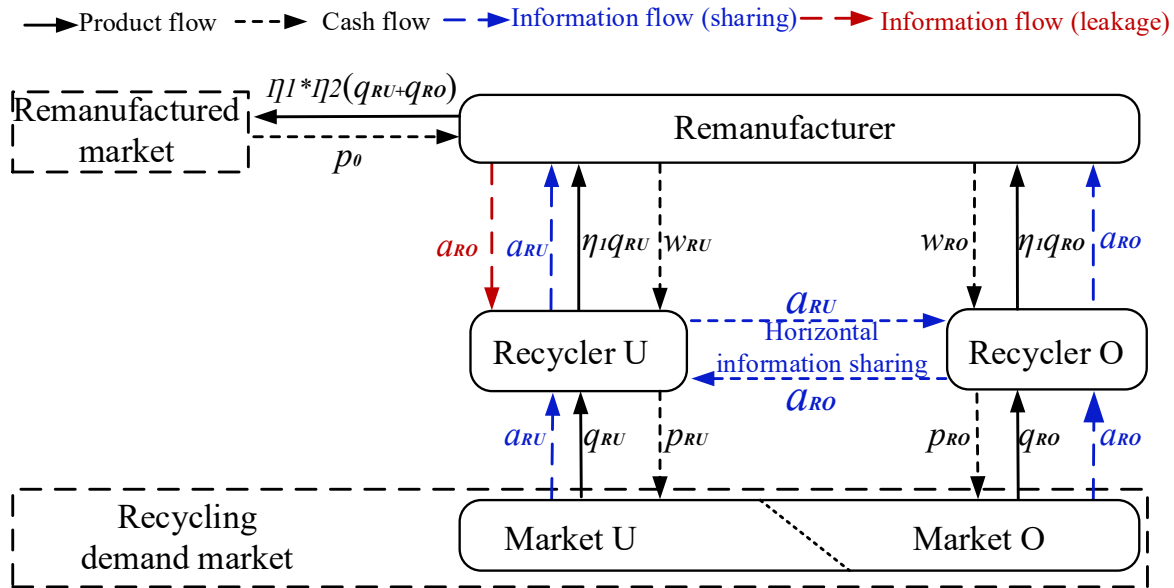 Product flow Cash flow Information flow (sharing) Information flow (leakage)
η1*η2(qRU+qRO)
Remanufactured
market
p0
Remanufacturer
aRO aRU η1qRU wRU wRO η1qRO aRO
aRU
Horizontal
information sharing
aRO
Recycler U
Recycler O
aRU qRU pRU pRO qRO aRO
Recycling
demand market
Market U
Market O